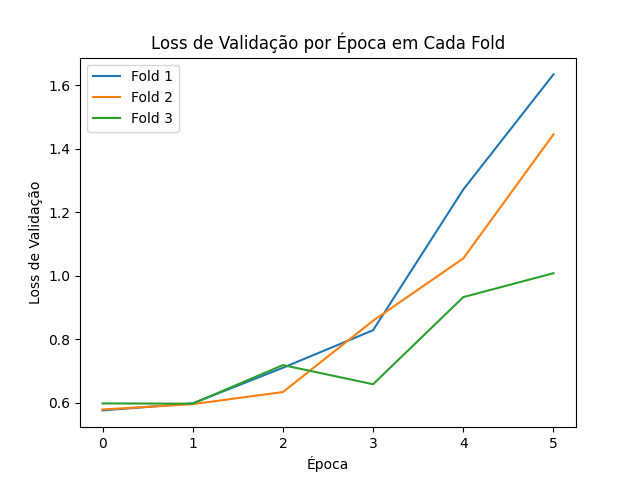 Loss de Validação por Época em Cada Fold
Fold 1
Fold 2
Fold 3
Loss de Validação
1.6
1.4
1.2
1.0
0.8
0.6
0 1 2 3 4 5
Época